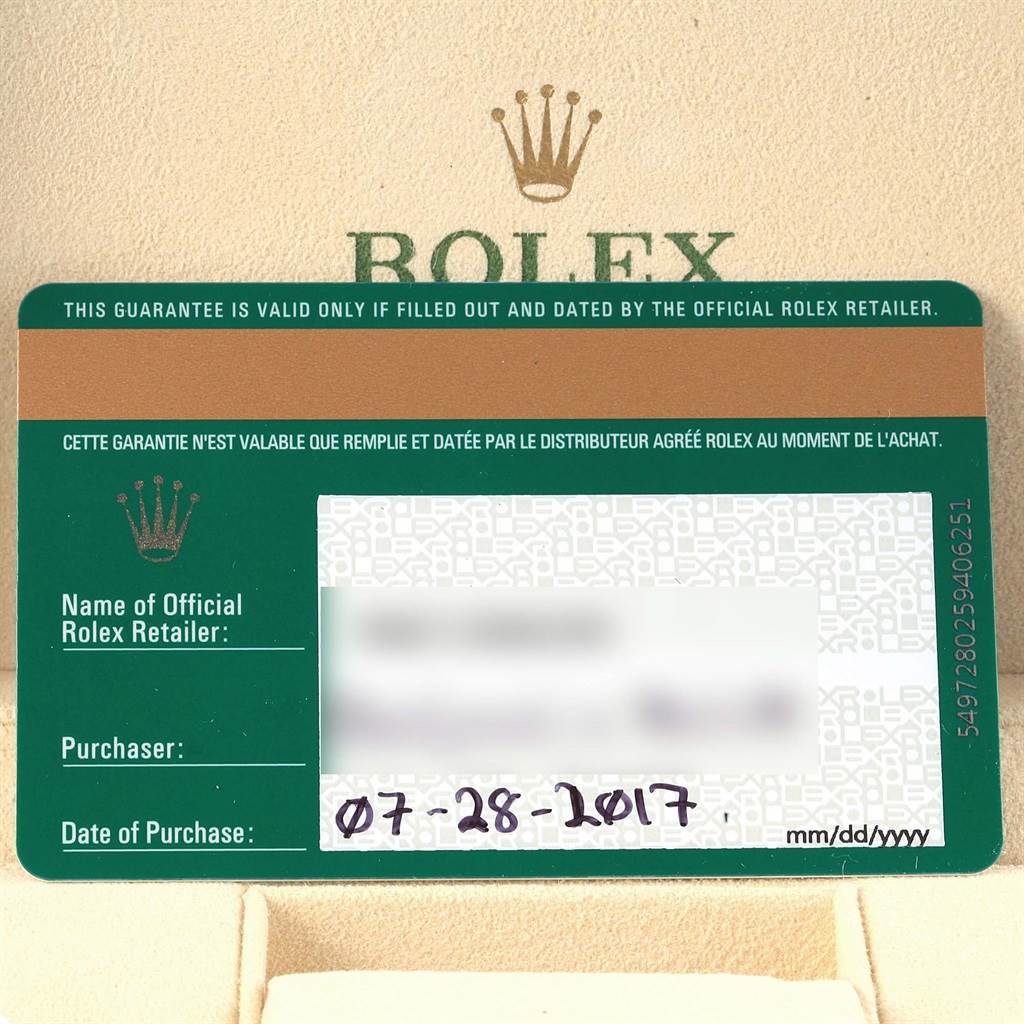 ROLEX
THIS GUARANTEE IS VALID ONLY IF FILLED OUT AND DATED BY THE OFFICIAL ROLEX RETAILER.
CETTE GARANTIE N'EST VALABLE QUE REMPLIE ET DATÉE PAR LE DISTRIBUTEUR AGRÉÉ ROLEX AU MOMENT DE L'ACHAT.
Name of Official
Rolex Retailer:
Purchaser:
Date of Purchase:
07-28-2017
mm/dd/yyyy
5497280259406251